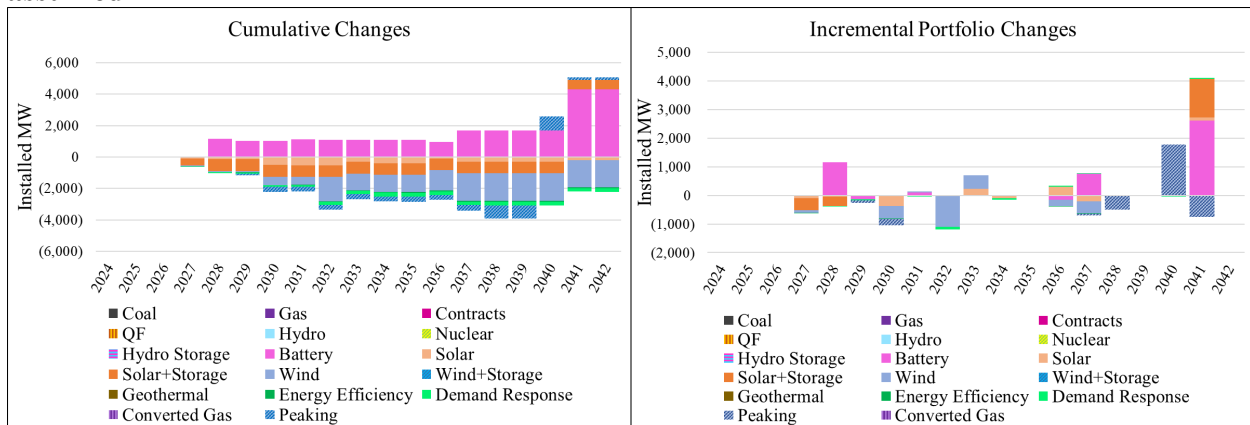 Cumulative Changes
Installed MW
6,000
4,000
2,000
0
(2,000)
(4,000)
(6,000)
2024 2025 2026 2027 2028 2029 2030 2031 2032 2033 2034 2035 2036 2037 2038 2039 2040 2041 2042
Coal Gas Contracts
QF Hydro Nuclear
Hydro Storage Battery Solar
Solar+Storage Wind Wind+Storage
Geothermal Energy Efficiency Demand Response
Converted Gas Peaking
Incremental Portfolio Changes
Installed MW
5,000
4,000
3,000
2,000
1,000
0
(1,000)
(2,000)
2024 2025 2026 2027 2028 2029 2030 2031 2032 2033 2034 2035 2036 2037 2038 2039 2040 2041 2042
Coal Gas Contracts
QF Hydro Nuclear
Hydro Storage Battery Solar
Solar+Storage Wind Wind+Storage
Geothermal Energy Efficiency Demand Response
Peaking Converted Gas